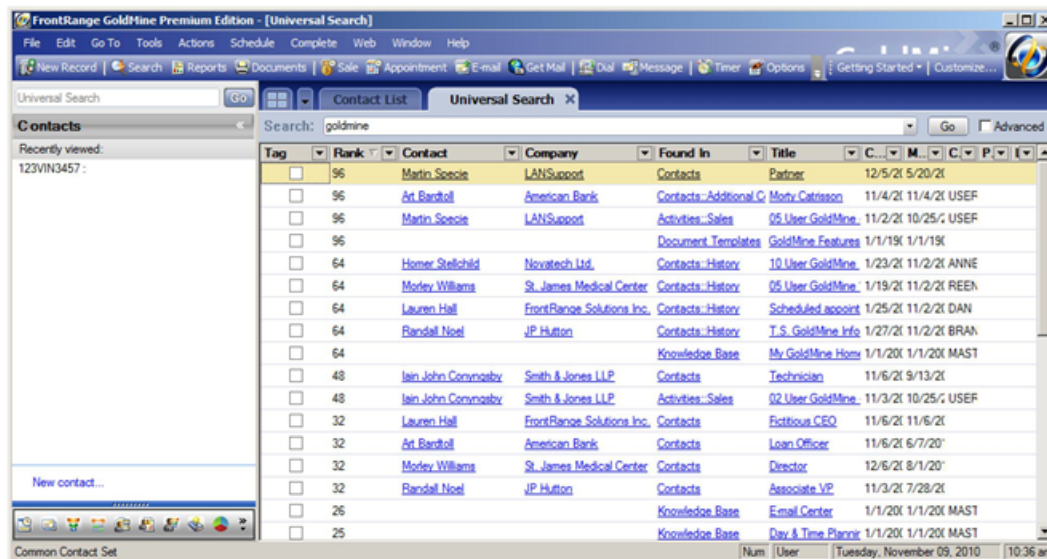 FrontRange GoldMine Premium Edition - [Universal Search]
File Edit Go To Tools Actions Schedule Complete Web Window Help
New Record Search Reports Documents Sale Appointment E-mail Get Mail Dial Message Timer Options Getting Started Customize...
Universal Search Go Contact List Universal Search
Contacts Search: goldmine Go Advanced
Recently viewed: Tag Rank Contact Company Found In Title C... M... C. P. I
123VIN3457 : 96 Martin Specie LANSupport Contacts Partner 12/5/2( 5/20/2(
96 Art Bardtoll American Bank Contacts::Additional C Morty Catrisson 11/4/2( 11/4/2( USER
96 Martin Specie LANSupport Activities::Sales 05 User GoldMine 11/2/2( 10/25/ USER
96 Document Templates GoldMine Features 1/1/19( 1/1/19(
64 Homer Stellchild Novatech Ltd. Contacts::History 10 User GoldMine 1/23/2( 11/2/2( ANNE
64 Morley Williams St. James Medical Center Contacts::History 05 User GoldMine 1/19/2( 11/2/2( REEN
64 Lauren Hall FrontRange Solutions Inc. Contacts::History Scheduled appoint 1/25/2( 11/2/2( DAN
64 Randall Noel JP Hutton Contacts::History T.S. GoldMine Info 1/27/2( 11/2/2( BRAN
64 Knowledge Base My GoldMine Home 1/1/20( 1/1/20( MAST
48 Iain John Conyngsby Smith & Jones LLP Contacts Technician 11/6/2( 9/13/2(
48 Iain John Conyngsby Smith & Jones LLP Activities::Sales 02 User GoldMine 11/3/2( 10/25/ USER
32 Lauren Hall FrontRange Solutions Inc. Contacts Fictitious CEO 11/6/2( 11/6/2(
32 Art Bardtoll American Bank Contacts Loan Officer 11/6/2( 6/7/20
32 Morley Williams St. James Medical Center Contacts Director 12/6/2( 8/1/20
New contact... 32 Randall Noel JP Hutton Contacts Associate VP 11/3/2( 7/28/2(
26 Knowledge Base E-mail Center 1/1/20( 1/1/20( MAST
25 Knowledge Base Day & Time Plannir 1/1/20( 1/1/20( MAST
Common Contact Set Num User Tuesday, November 09, 2010 10:36 a